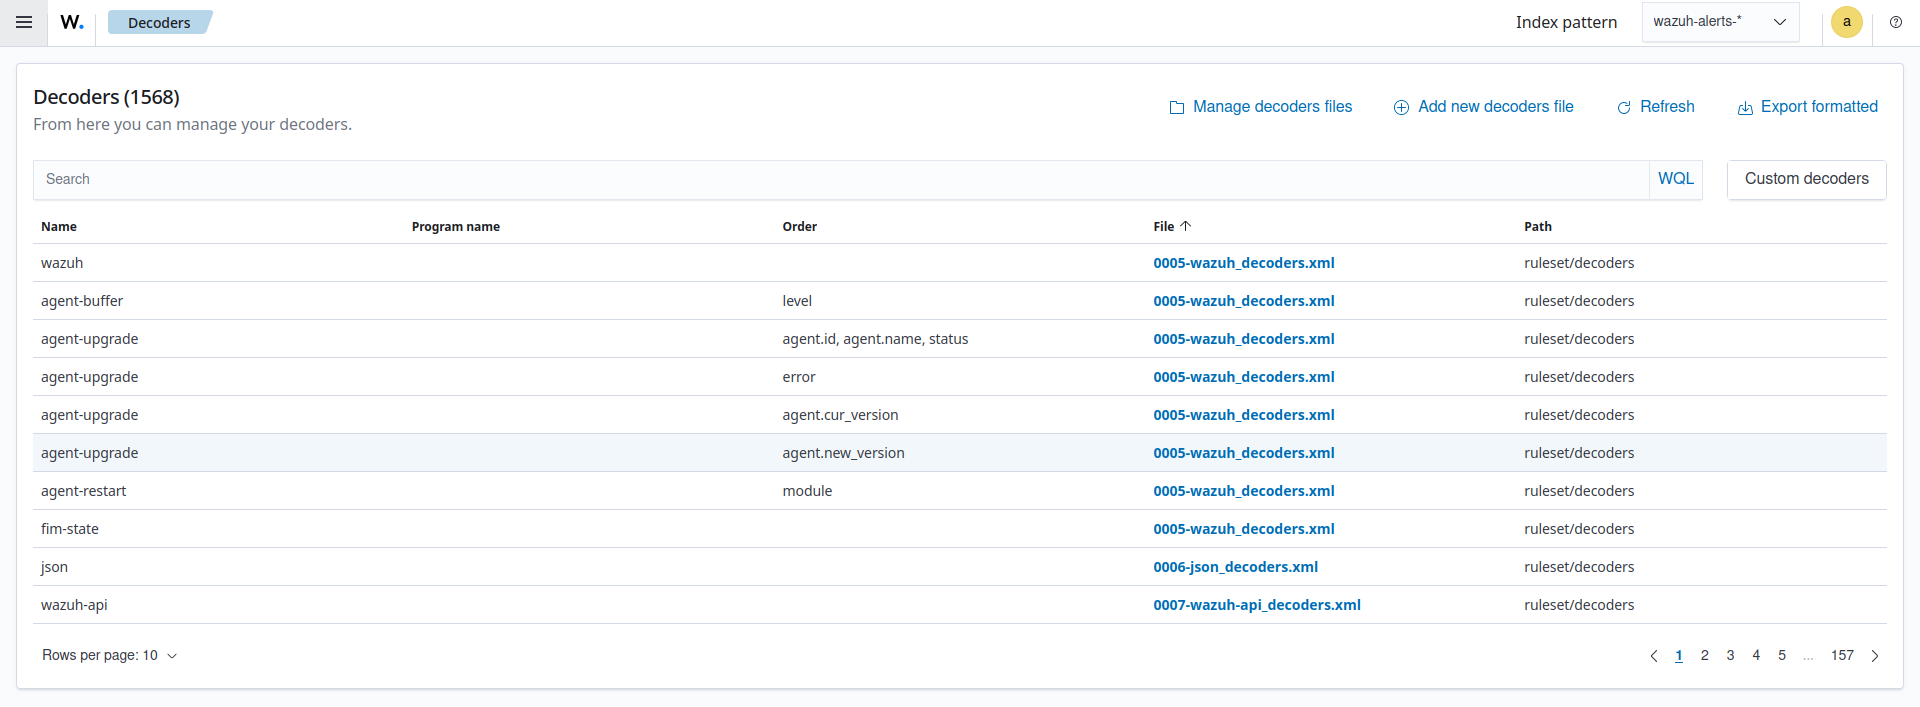 W. Decoders Index pattern wazuh-alerts-* a
Decoders (1568)
From here you can manage your decoders.
Manage decoders files Add new decoders file Refresh Export formatted
Search WQL Custom decoders
Name Program name Order File Path
wazuh 0005-wazuh_decoders.xml ruleset/decoders
agent-buffer level 0005-wazuh_decoders.xml ruleset/decoders
agent-upgrade agent.id, agent.name, status 0005-wazuh_decoders.xml ruleset/decoders
agent-upgrade error 0005-wazuh_decoders.xml ruleset/decoders
agent-upgrade agent.cur_version 0005-wazuh_decoders.xml ruleset/decoders
agent-upgrade agent.new_version 0005-wazuh_decoders.xml ruleset/decoders
agent-restart module 0005-wazuh_decoders.xml ruleset/decoders
fim-state 0005-wazuh_decoders.xml ruleset/decoders
json 0006-json_decoders.xml ruleset/decoders
wazuh-api 0007-wazuh-api_decoders.xml ruleset/decoders
Rows per page: 10 1 2 3 4 5 ... 157